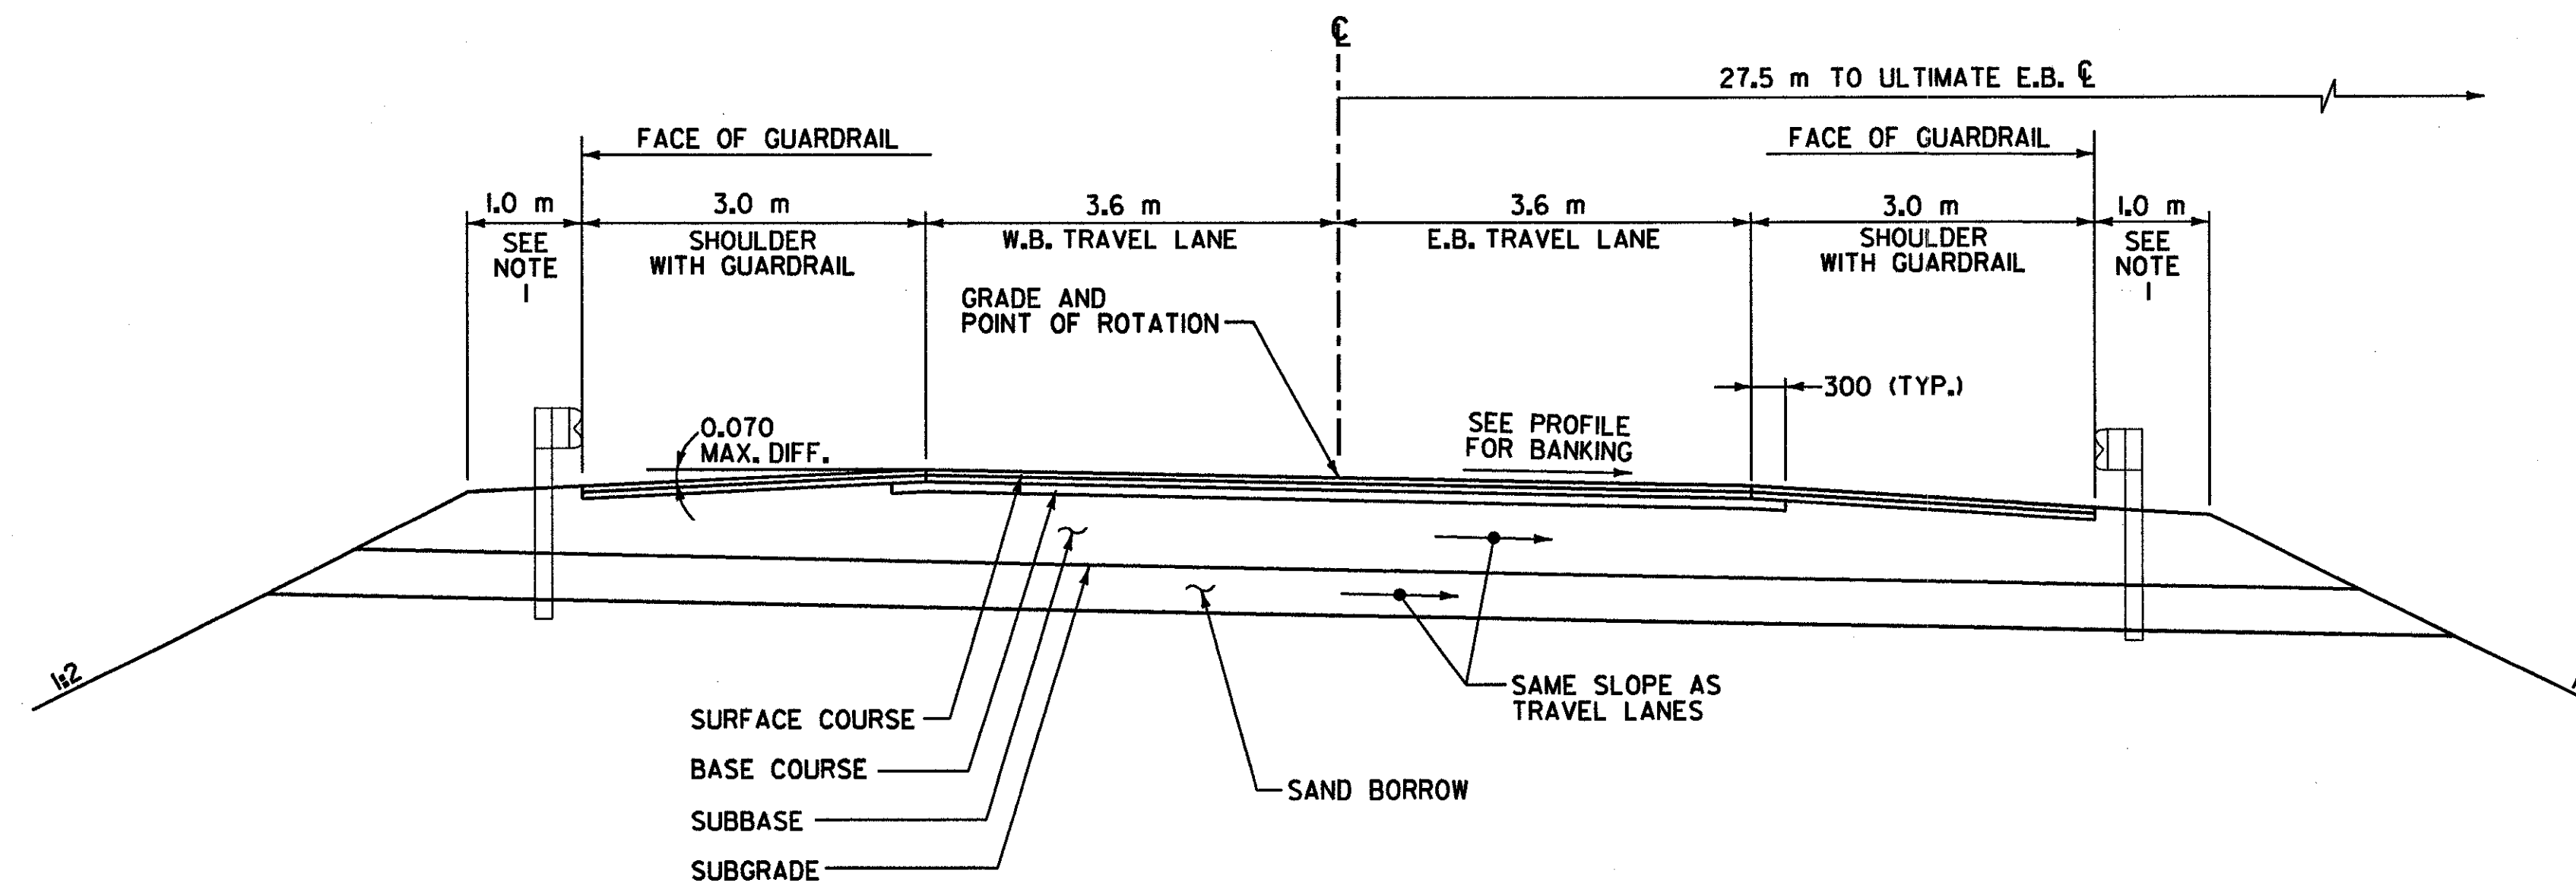 ℄
27.5 m TO ULTIMATE E.B. ℄
FACE OF GUARDRAIL
FACE OF GUARDRAIL
1.0 m
3.0 m
3.6 m
3.6 m
3.0 m
1.0 m
SEE
NOTE
1
SHOULDER
WITH GUARDRAIL
W.B. TRAVEL LANE
E.B. TRAVEL LANE
SHOULDER
WITH GUARDRAIL
SEE
NOTE
1
GRADE AND
POINT OF ROTATION
300 (TYP.)
0.070
MAX. DIFF.
SEE PROFILE
FOR BANKING
1:2
SAME SLOPE AS
TRAVEL LANES
SURFACE COURSE
BASE COURSE
SUBBASE
SUBGRADE
SAND BORROW